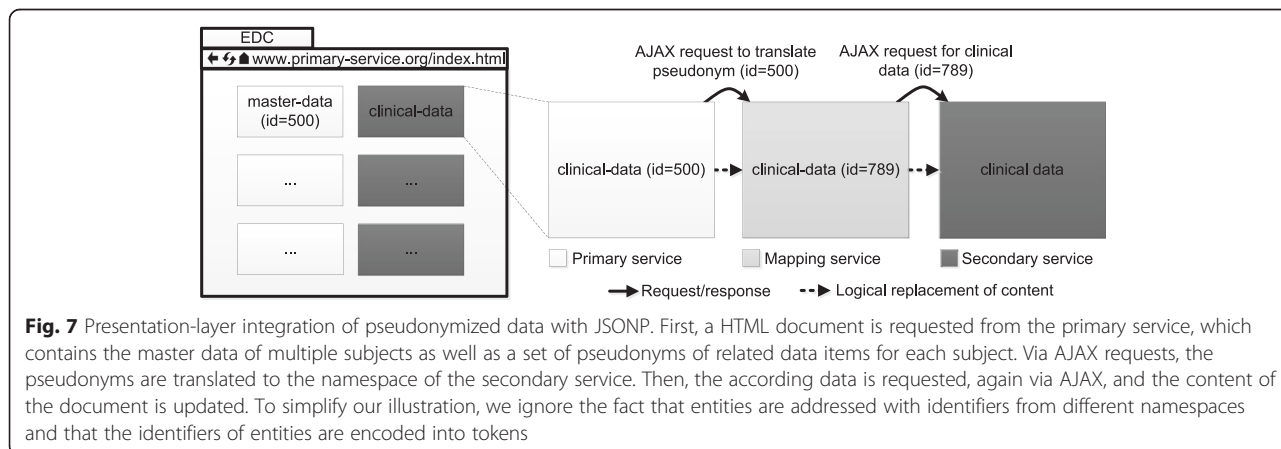 EDC
www.primary-service.org/index.html
master-data
(id=500)
clinical-data
...
...
...
...
AJAX request to translate
pseudonym (id=500)
AJAX request for clinical
data (id=789)
clinical-data (id=500)
clinical-data (id=789)
clinical data
Primary service
Mapping service
Secondary service
Request/response
Logical replacement of content
Fig. 7 Presentation-layer integration of pseudonymized data with JSONP. First, a HTML document is requested from the primary service, which
contains the master data of multiple subjects as well as a set of pseudonyms of related data items for each subject. Via AJAX requests, the
pseudonyms are translated to the namespace of the secondary service. Then, the according data is requested, again via AJAX, and the content of
the document is updated. To simplify our illustration, we ignore the fact that entities are addressed with identifiers from different namespaces
and that the identifiers of entities are encoded into tokens